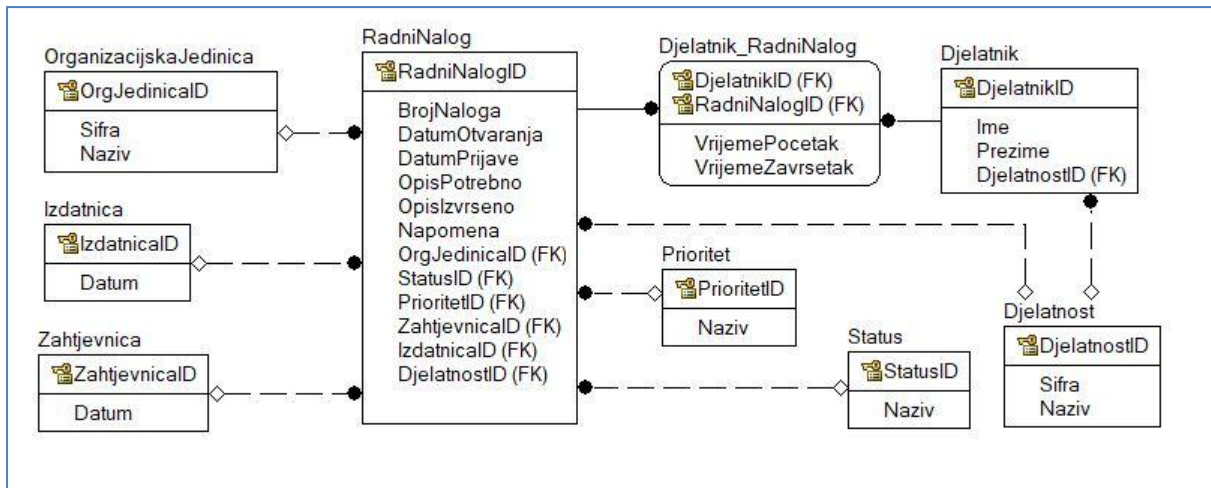 OrganizacijskaJedinica
OrgJedinicaID
Sifra
Naziv
Izdatnica
IzdatnicaID
Datum
Zahtjevnica
ZahtjevnicaID
Datum
RadniNalog
RadniNalogID
BrojNaloga
DatumOtvaranja
DatumPrijave
OpisPotrebno
OpisIzvrseno
Napomena
OrgJedinicaID (FK)
StatusID (FK)
PrioritetID (FK)
ZahtjevnicaID (FK)
IzdatnicaID (FK)
DjelatnostID (FK)
Djelatnik_RadniNalog
DjelatnikID (FK)
RadniNalogID (FK)
VrijemePocetak
VrijemeZavrsetak
Djelatnik
DjelatnikID
Ime
Prezime
DjelatnostID (FK)
Prioritet
PrioritetID
Naziv
Status
StatusID
Naziv
Djelatnost
DjelatnostID
Sifra
Naziv